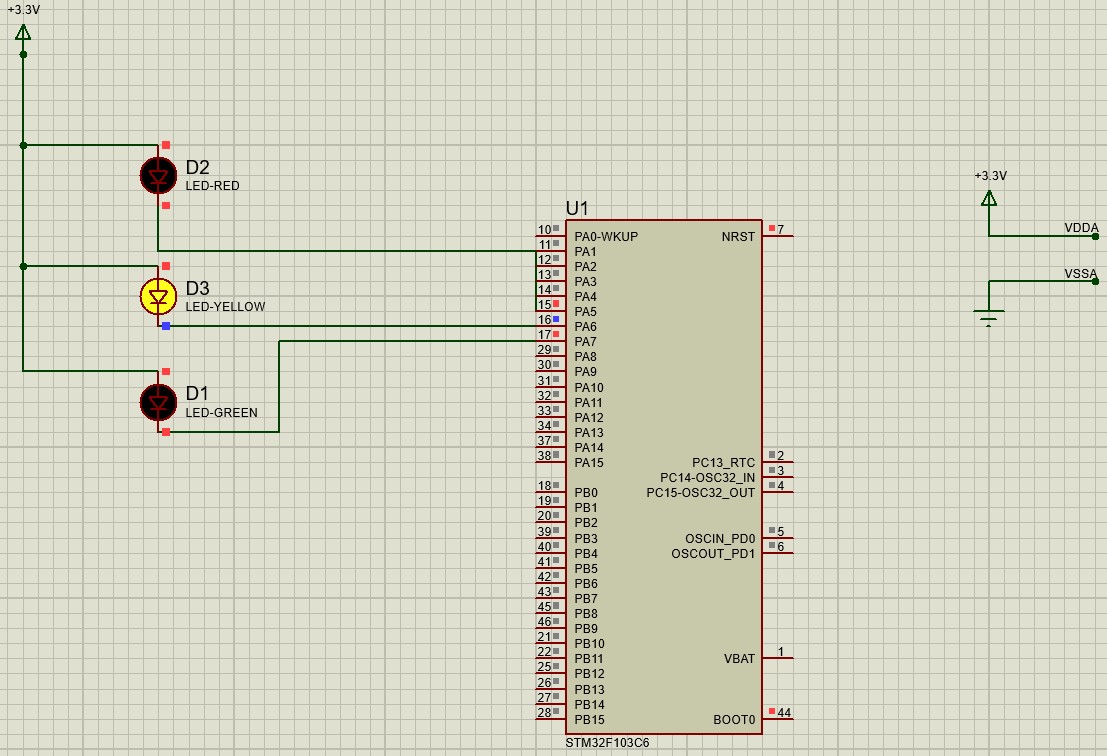 +3.3V
D2
LED-RED
D3
LED-YELLOW
D1
LED-GREEN
U1
10 PA0-WKUP
11 PA1
12 PA2
13 PA3
14 PA4
15 PA5
16 PA6
17 PA7
29 PA8
30 PA9
31 PA10
32 PA11
33 PA12
34 PA13
37 PA14
38 PA15
18 PB0
19 PB1
20 PB2
39 PB3
40 PB4
41 PB5
42 PB6
43 PB7
45 PB8
46 PB9
21 PB10
22 PB11
25 PB12
26 PB13
27 PB14
28 PB15
NRST 7
PC13_RTC 2
PC14-OSC32_IN 3
PC15-OSC32_OUT 4
OSCIN_PD0 5
OSCOUT_PD1 6
VBAT 1
BOOT0 44
STM32F103C6
+3.3V
VDDA
VSSA